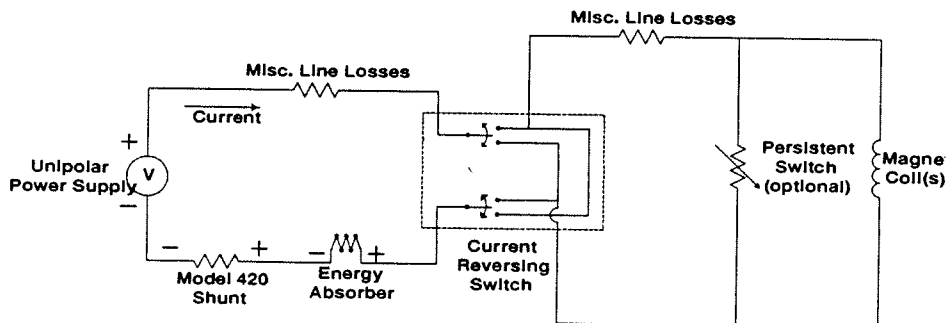 Misc. Line Losses
Misc. Line Losses
Current
+
Unipolar
Power Supply
V
−
Persistent
Switch
(optional)
Magne
Coil(s)
− + − +
Model 420
Shunt
Energy
Absorber
Current
Reversing
Switch